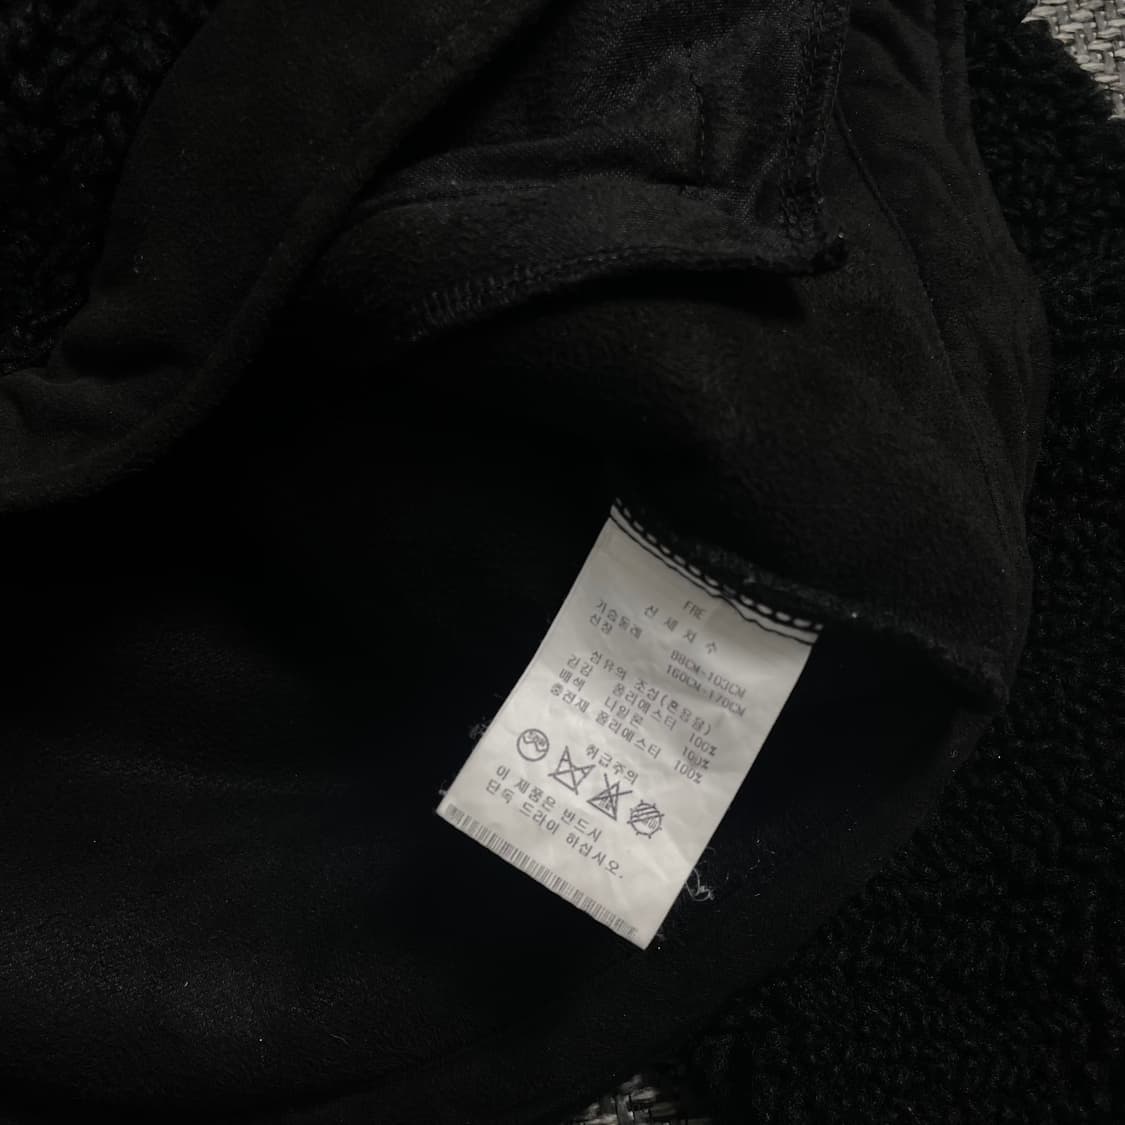 FRE
신체치수
가슴둘레 88CM-103CM
신장 160CM-170CM
섬유의 조성(혼용율)
겉감 폴리에스터 100%
배색 나일론 100%
충전재 폴리에스터 100%
취급주의
이 제품은 반드시
단독 드라이 하십시오.